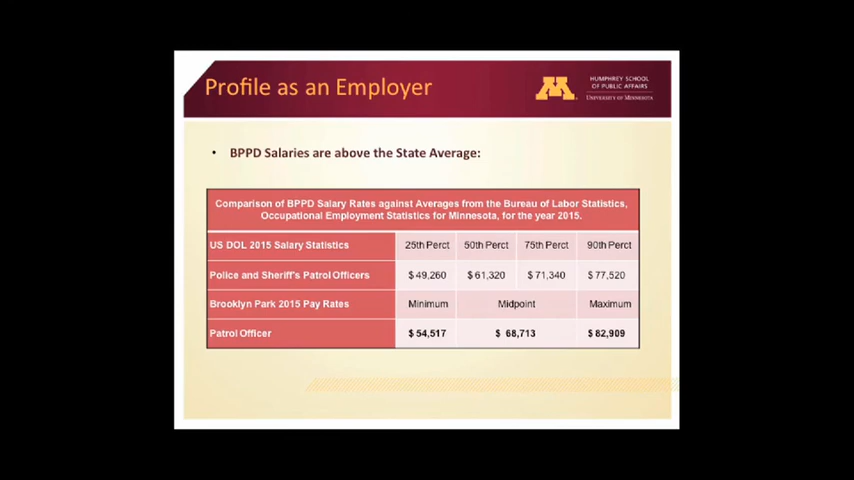 Profile as an Employer
M
HUMPHREY SCHOOL
OF PUBLIC AFFAIRS
UNIVERSITY OF MINNESOTA
• BPPD Salaries are above the State Average:
Comparison of BPPD Salary Rates against Averages from the Bureau of Labor Statistics,
Occupational Employment Statistics for Minnesota, for the year 2015.
US DOL 2015 Salary Statistics 25th Perct 50th Perct 75th Perct 90th Perct
Police and Sheriff's Patrol Officers $ 49,260 $ 61,320 $ 71,340 $ 77,520
Brooklyn Park 2015 Pay Rates Minimum Midpoint Maximum
Patrol Officer $ 54,517 $ 68,713 $ 82,909